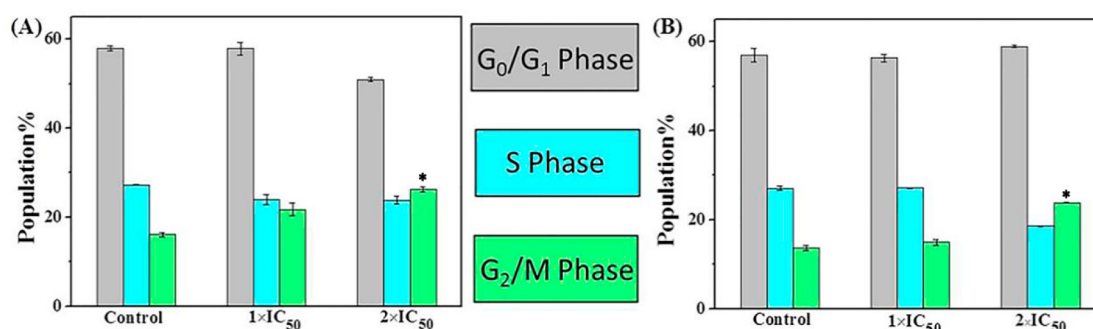 (A)
Population%
60
40
20
0
Control
1×IC₅₀
2×IC₅₀
*
G₀/G₁ Phase
S Phase
G₂/M Phase
(B)
Population%
60
40
20
0
Control
1×IC₅₀
2×IC₅₀
*